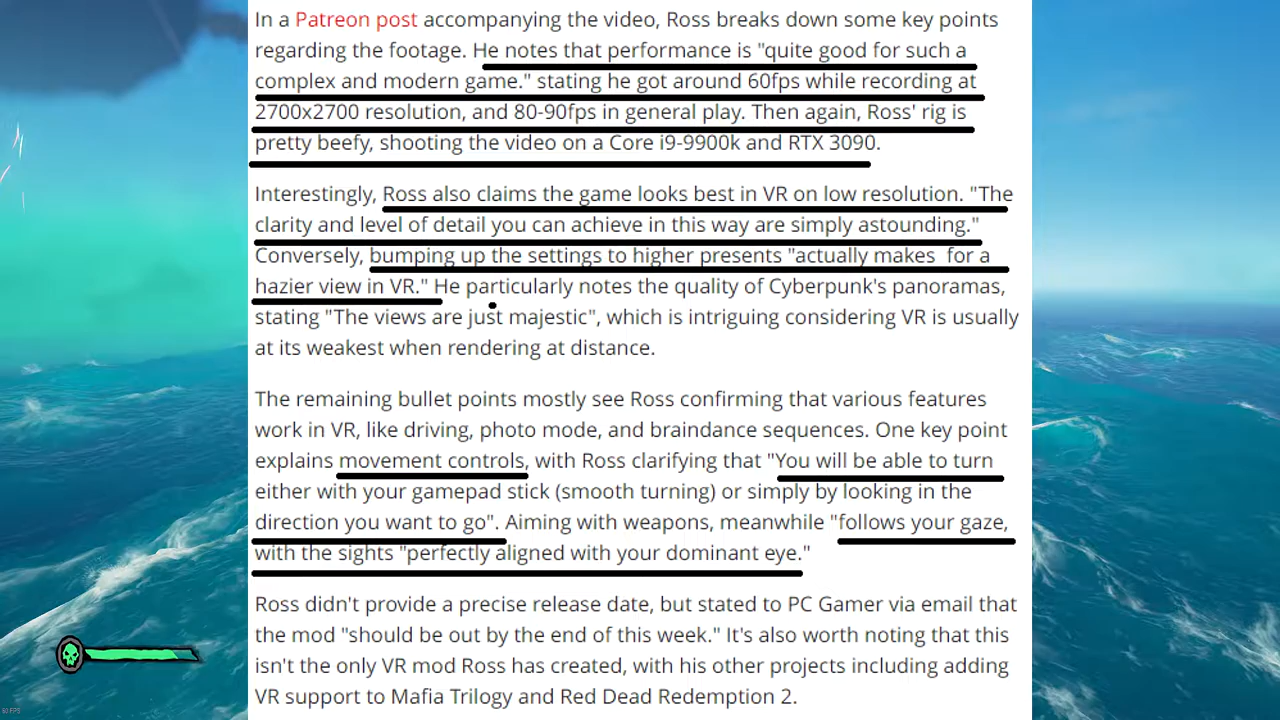 In a Patreon post accompanying the video, Ross breaks down some key points
regarding the footage. He notes that performance is "quite good for such a
complex and modern game." stating he got around 60fps while recording at
2700x2700 resolution, and 80-90fps in general play. Then again, Ross' rig is
pretty beefy, shooting the video on a Core i9-9900k and RTX 3090.
Interestingly, Ross also claims the game looks best in VR on low resolution. "The
clarity and level of detail you can achieve in this way are simply astounding."
Conversely, bumping up the settings to higher presents "actually makes for a
hazier view in VR." He particularly notes the quality of Cyberpunk's panoramas,
stating "The views are just majestic", which is intriguing considering VR is usually
at its weakest when rendering at distance.
The remaining bullet points mostly see Ross confirming that various features
work in VR, like driving, photo mode, and braindance sequences. One key point
explains movement controls, with Ross clarifying that "You will be able to turn
either with your gamepad stick (smooth turning) or simply by looking in the
direction you want to go". Aiming with weapons, meanwhile "follows your gaze,
with the sights "perfectly aligned with your dominant eye."
Ross didn't provide a precise release date, but stated to PC Gamer via email that
the mod "should be out by the end of this week." It's also worth noting that this
isn't the only VR mod Ross has created, with his other projects including adding
VR support to Mafia Trilogy and Red Dead Redemption 2.
60 FPS